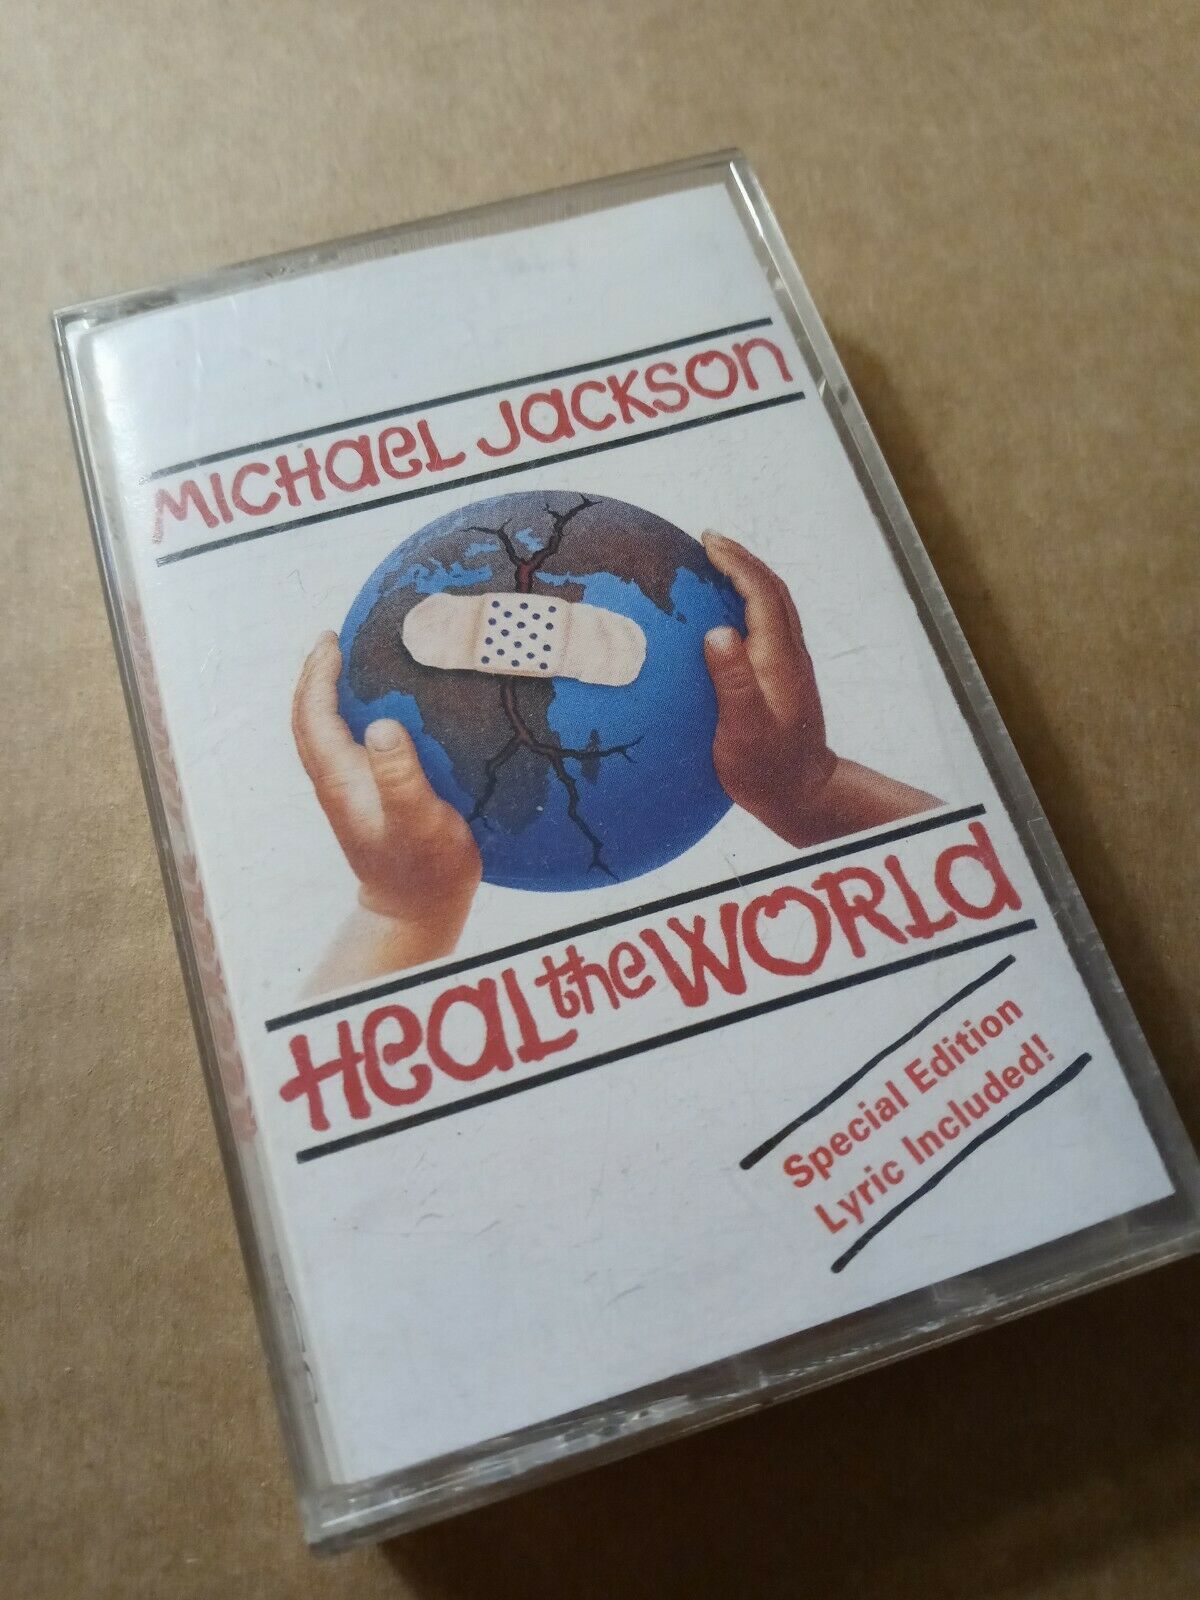 MICHAEL JACKSON
HEAL the WORLD
Special Edition
Lyric Included!